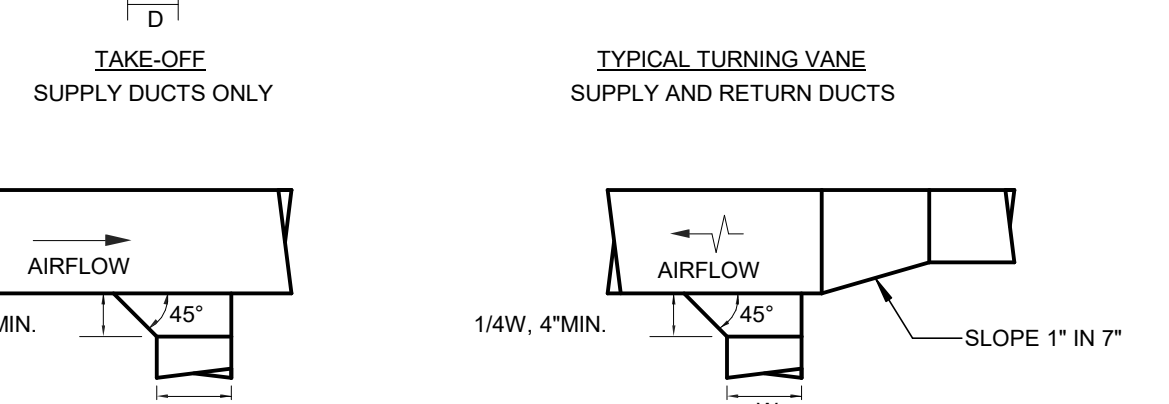 D
TAKE-OFF
SUPPLY DUCTS ONLY
TYPICAL TURNING VANE
SUPPLY AND RETURN DUCTS
AIRFLOW
45°
MIN.
AIRFLOW
45°
1/4W, 4"MIN.
SLOPE 1" IN 7"
W